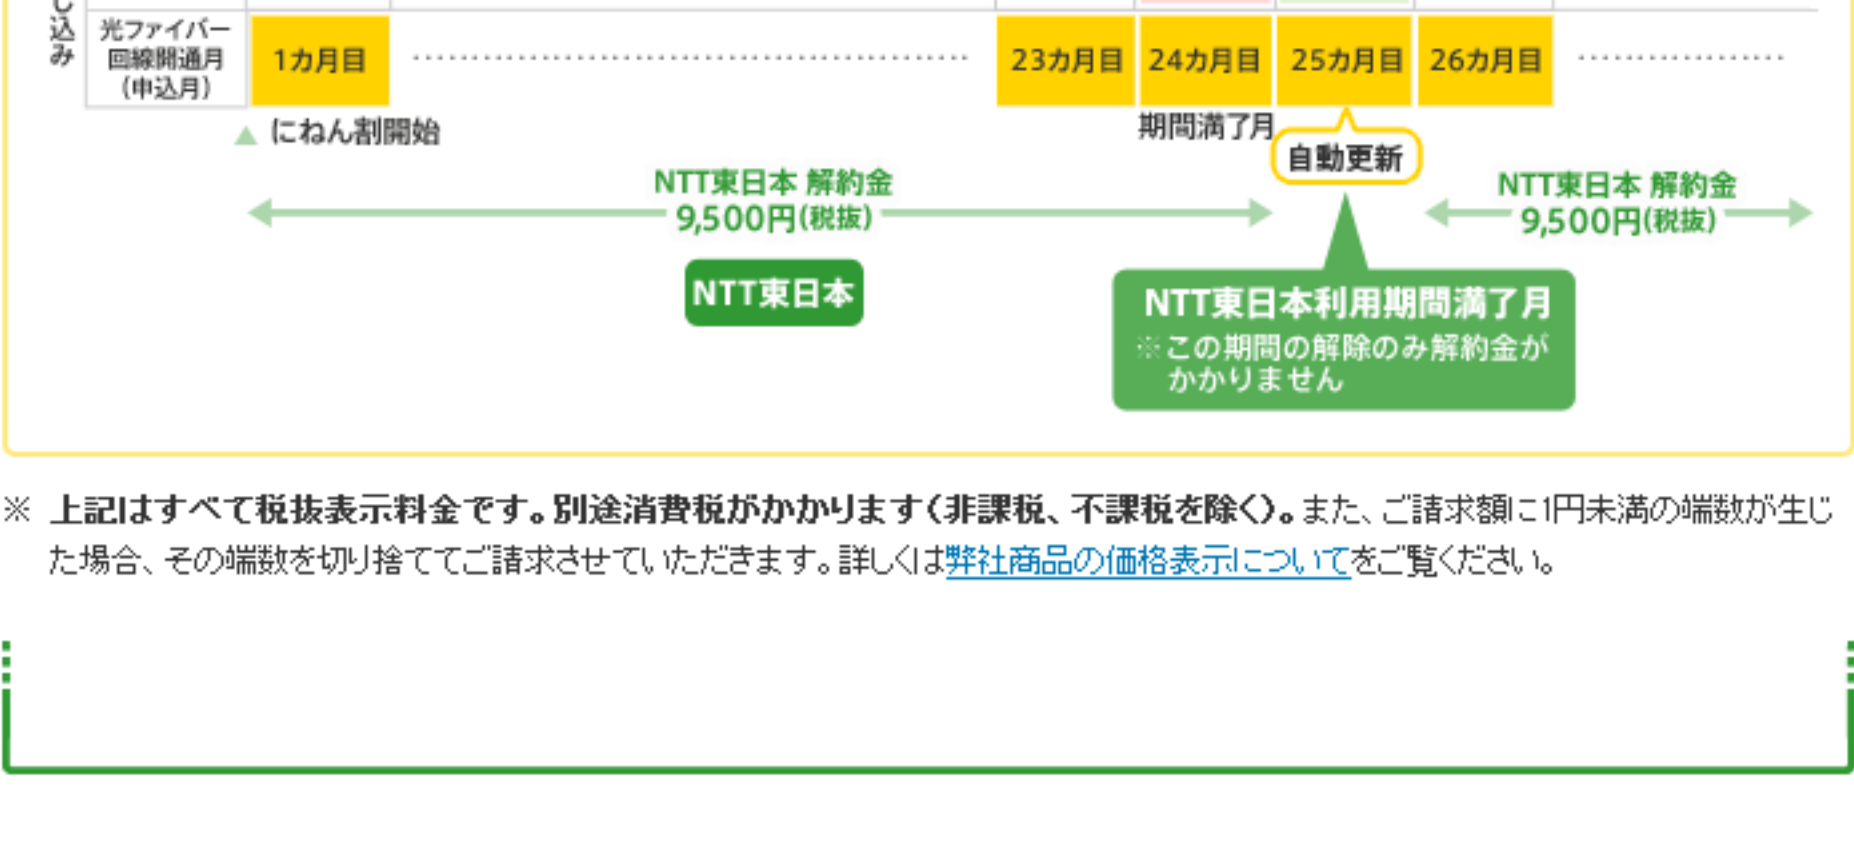 し込み
光ファイバー
回線開通月
(申込月)
1カ月目
23カ月目
24カ月目
25カ月目
26カ月目
にねん割開始
期間満了月
自動更新
NTT東日本 解約金
9,500円(税抜)
NTT東日本 解約金
9,500円(税抜)
NTT東日本
NTT東日本利用期間満了月
※この期間の解除のみ解約金が
かかりません
※ 上記はすべて税抜表示料金です。別途消費税がかかります(非課税、不課税を除く)。また、ご請求額に1円未満の端数が生じ
た場合、その端数を切り捨ててご請求させていただきます。詳しくは弊社商品の価格表示についてをご覧ください。